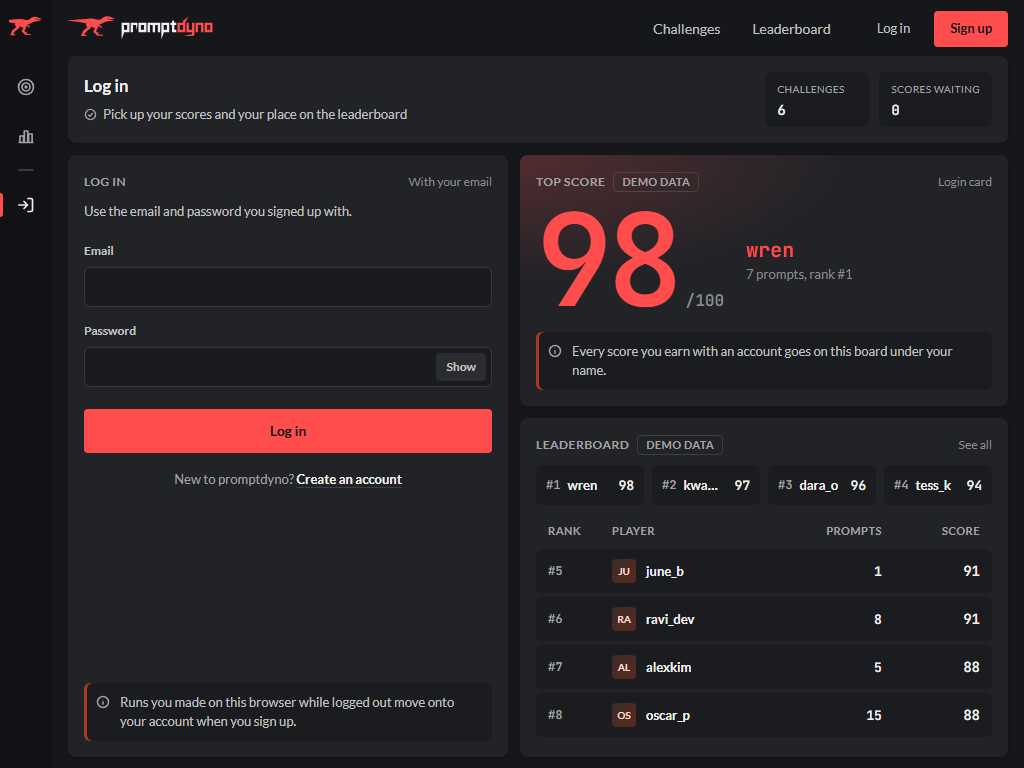 promptdyno
Challenges
Leaderboard
Log in
Sign up
Log in
Pick up your scores and your place on the leaderboard
CHALLENGES
6
SCORES WAITING
0
LOG IN
With your email
Use the email and password you signed up with.
Email
Password
Show
Log in
New to promptdyno? Create an account
Runs you made on this browser while logged out move onto
your account when you sign up.
TOP SCORE
DEMO DATA
Login card
98 /100
wren
7 prompts, rank #1
Every score you earn with an account goes on this board under your
name.
LEADERBOARD
DEMO DATA
See all
#1 wren 98
#2 kwa... 97
#3 dara_o 96
#4 tess_k 94
RANK PLAYER PROMPTS SCORE
#5 JU june_b 1 91
#6 RA ravi_dev 8 91
#7 AL alexkim 5 88
#8 OS oscar_p 15 88